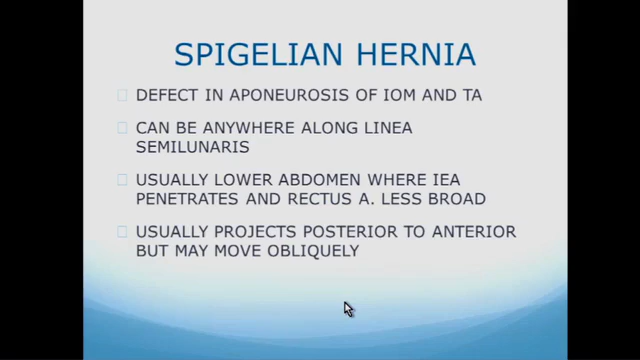 SPIGELIAN HERNIA
DEFECT IN APONEUROSIS OF IOM AND TA
CAN BE ANYWHERE ALONG LINEA
SEMILUNARIS
USUALLY LOWER ABDOMEN WHERE IEA
PENETRATES AND RECTUS A. LESS BROAD
USUALLY PROJECTS POSTERIOR TO ANTERIOR
BUT MAY MOVE OBLIQUELY